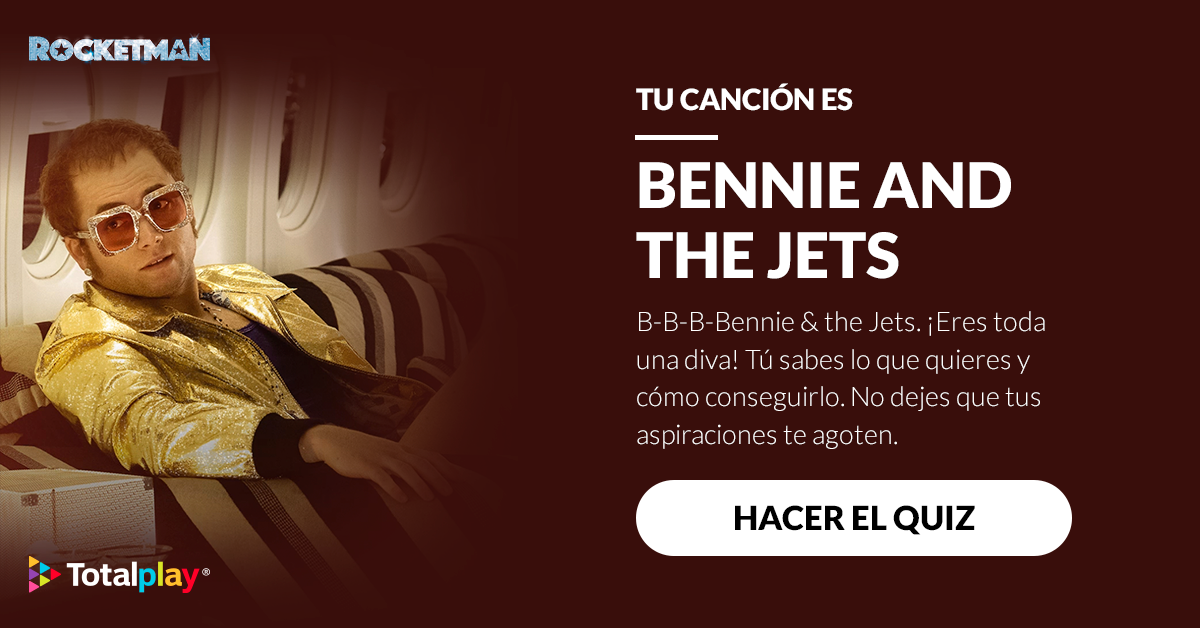 ROCKETMAN
TU CANCIÓN ES
BENNIE AND
THE JETS
B-B-B-Bennie & the Jets. ¡Eres toda
una diva! Tú sabes lo que quieres y
cómo conseguirlo. No dejes que tus
aspiraciones te agoten.
HACER EL QUIZ
Totalplay®